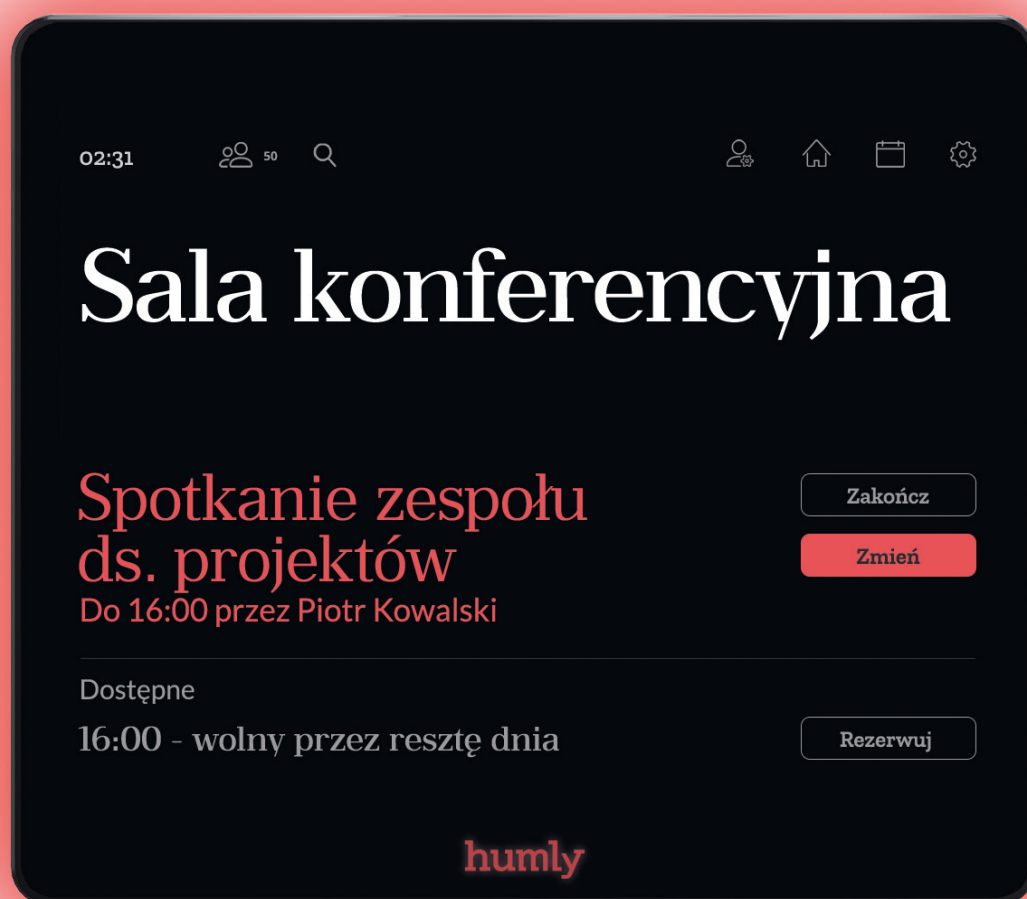 02:31 50
Sala konferencyjna
Spotkanie zespołu
ds. projektów
Do 16:00 przez Piotr Kowalski
Zakończ
Zmień
Dostępne
16:00 - wolny przez resztę dnia
Rezerwuj
humly